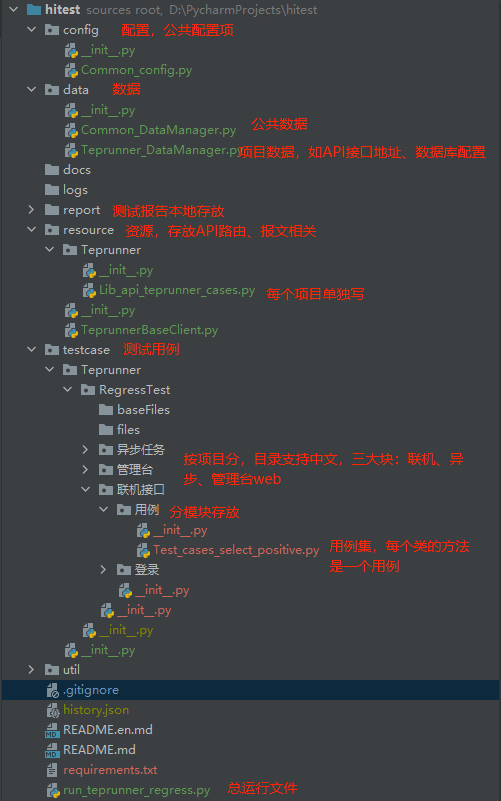 hitest sources root, D:\PycharmProjects\hitest
config 配置，公共配置项
__init__.py
Common_config.py
data 数据
__init__.py
Common_DataManager.py 公共数据
Teprunner_DataManager.py项目数据，如API接口地址、数据库配置
docs
logs
report 测试报告本地存放
resource 资源，存放API路由、报文相关
Teprunner
__init__.py
Lib_api_teprunner_cases.py 每个项目单独写
__init__.py
TeprunnerBaseClient.py
testcase 测试用例
Teprunner
RegressTest
baseFiles
files
异步任务 按项目分，目录支持中文，三大块：联机、异
管理台 步、管理台web
联机接口
用例 分模块存放
__init__.py
Test_cases_select_positive.py 用例集，每个类的方法
是一个用例
登录
__init__.py
__init__.py
__init__.py
__init__.py
util
.gitignore
history.json
README.en.md
README.md
requirements.txt
run_teprunner_regress.py 总运行文件